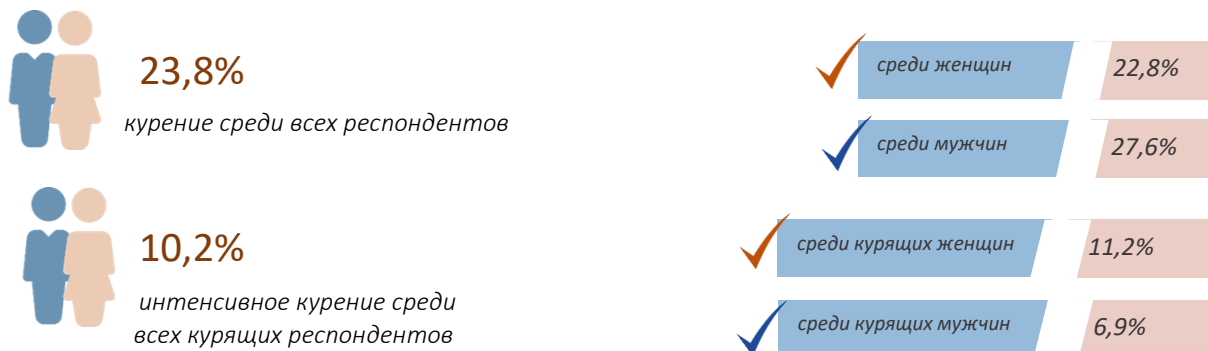 23,8%
курение среди всех респондентов
среди женщин 22,8%
среди мужчин 27,6%
10,2%
интенсивное курение среди
всех курящих респондентов
среди курящих женщин 11,2%
среди курящих мужчин 6,9%